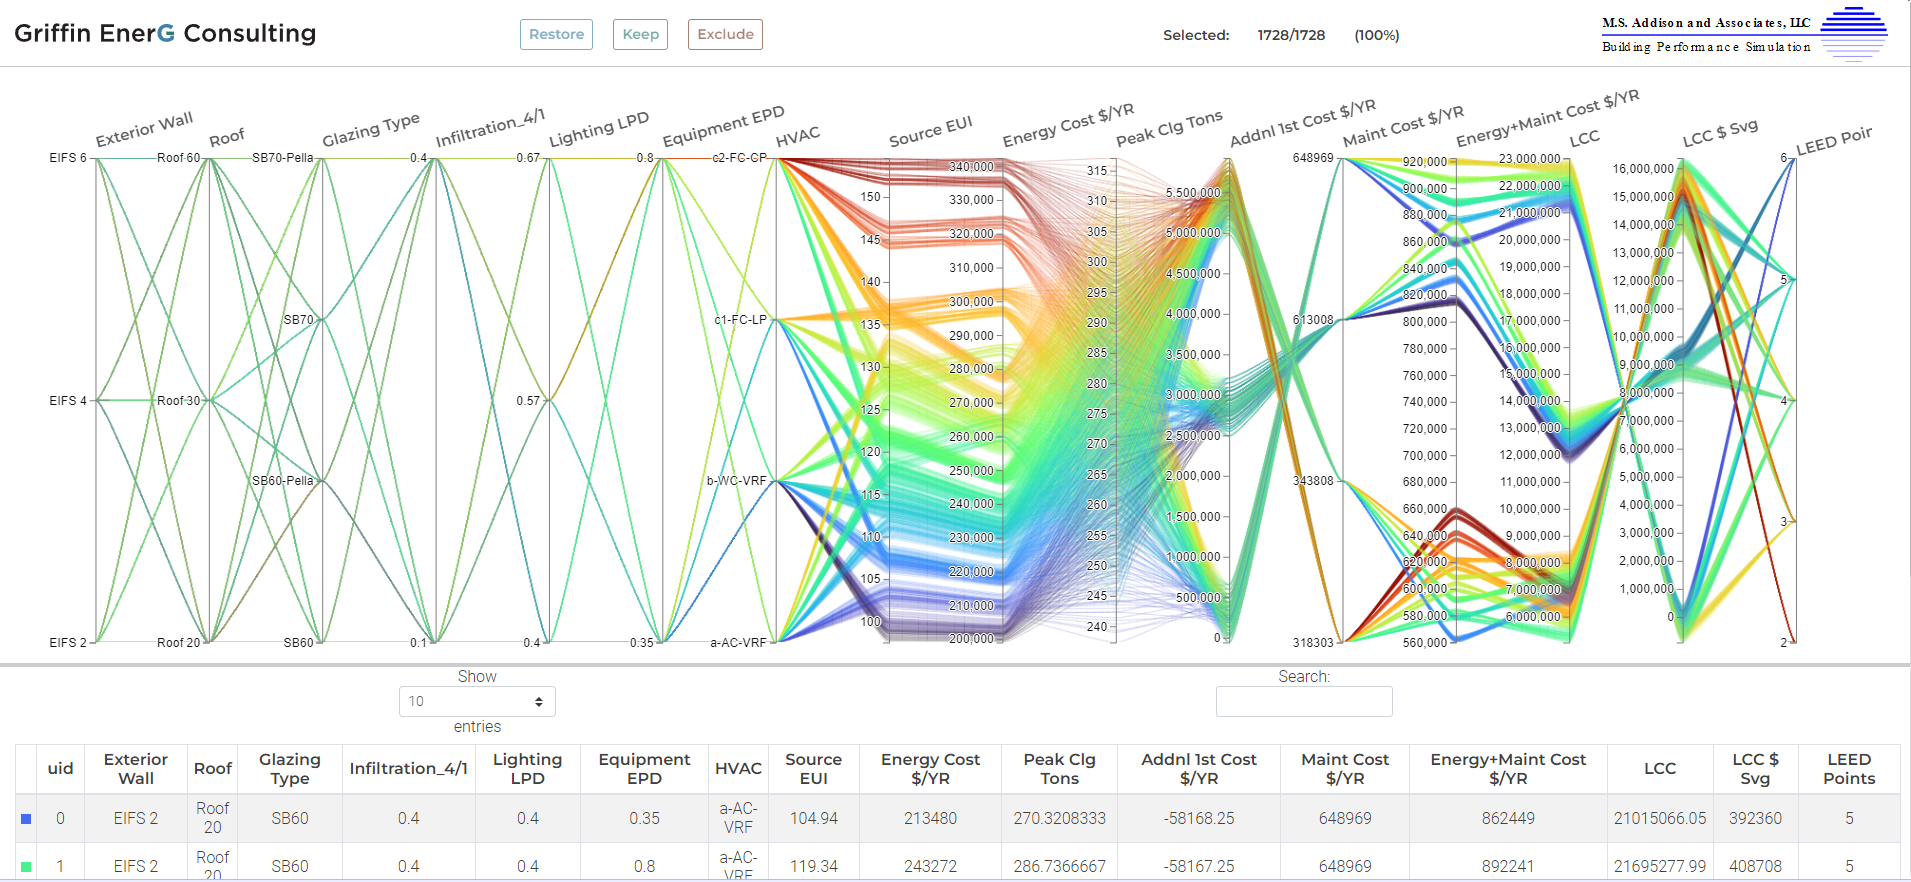 Griffin EnerG Consulting
Restore
Keep
Exclude
Selected: 1728/1728 (100%)
M.S. Addison and Associates, LLC
Building Performance Simulation
Exterior Wall
EIFS 6
EIFS 4
EIFS 2
Roof
Roof 60
Roof 30
Roof 20
Glazing Type
SB70-Pella
SB70
SB60-Pella
SB60
Infiltration_4/1
0.4
0.1
Lighting LPD
0.67
0.57
0.4
Equipment EPD
0.8
0.35
HVAC
c2-FC-CP
c1-FC-LP
b-WC-VRF
a-AC-VRF
Source EUI
150
145
140
135
130
125
120
115
110
105
100
Energy Cost $/YR
340,000
330,000
320,000
310,000
300,000
290,000
280,000
270,000
260,000
250,000
240,000
230,000
220,000
210,000
200,000
Peak Clg Tons
315
310
305
300
295
290
285
280
275
270
265
260
255
250
245
240
Addnl 1st Cost $/YR
5,500,000
5,000,000
4,500,000
4,000,000
3,500,000
3,000,000
2,500,000
2,000,000
1,500,000
1,000,000
500,000
0
Maint Cost $/YR
648969
613008
343808
318303
Energy+Maint Cost $/YR
920,000
900,000
880,000
860,000
840,000
820,000
800,000
780,000
760,000
740,000
720,000
700,000
680,000
660,000
640,000
620,000
600,000
580,000
560,000
LCC
23,000,000
22,000,000
21,000,000
20,000,000
19,000,000
18,000,000
17,000,000
16,000,000
15,000,000
14,000,000
13,000,000
12,000,000
11,000,000
10,000,000
9,000,000
8,000,000
7,000,000
6,000,000
LCC $ Svg
16,000,000
15,000,000
14,000,000
13,000,000
12,000,000
11,000,000
10,000,000
9,000,000
8,000,000
7,000,000
6,000,000
5,000,000
4,000,000
3,000,000
2,000,000
1,000,000
0
LEED Poir
6
5
4
3
2
Show
10
entries
Search:
uid Exterior Wall Roof Glazing Type Infiltration_4/1 Lighting LPD Equipment EPD HVAC Source EUI Energy Cost $/YR Peak Clg Tons Addnl 1st Cost $/YR Maint Cost $/YR Energy+Maint Cost $/YR LCC LCC $ Svg LEED Points
0 EIFS 2 Roof 20 SB60 0.4 0.4 0.35 a-AC-VRF 104.94 213480 270.3208333 -58168.25 648969 862449 21015066.05 392360 5
1 EIFS 2 Roof 20 SB60 0.4 0.4 0.8 a-AC-VRF 119.34 243272 286.7366667 -58167.25 648969 892241 21695277.99 408708 5